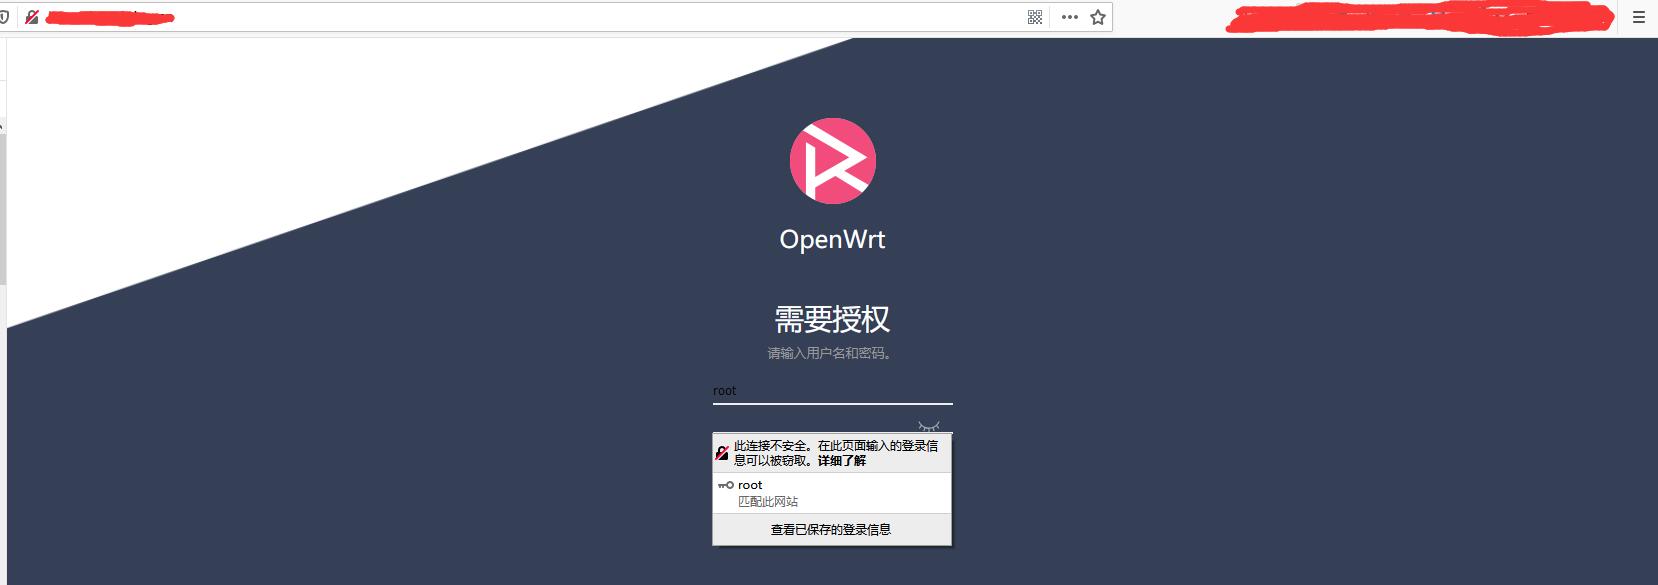 OpenWrt
需要授权
请输入用户名和密码。
root
此连接不安全。在此页面输入的登录信
息可以被窃取。详细了解
root
匹配此网站
查看已保存的登录信息